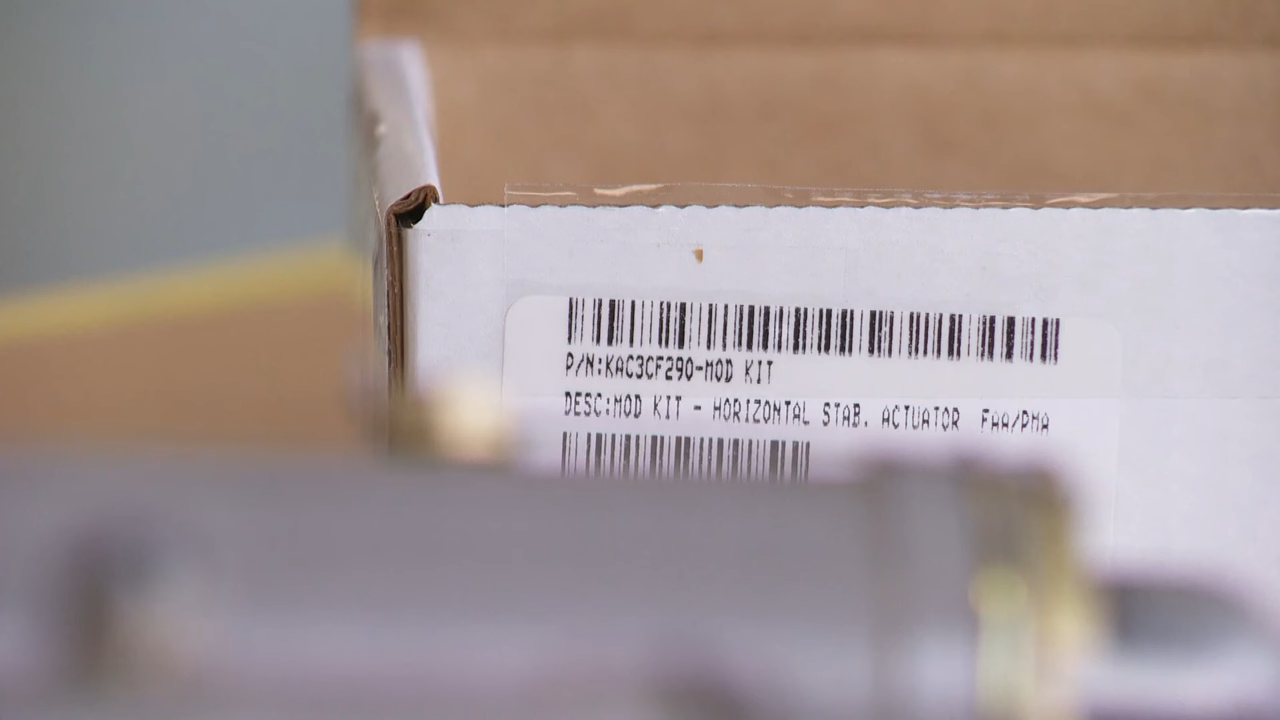 P/N:KAC3CF290-MOD KIT
DESC:MOD KIT - HORIZONTAL STAB. ACTUATOR FAA/PMA